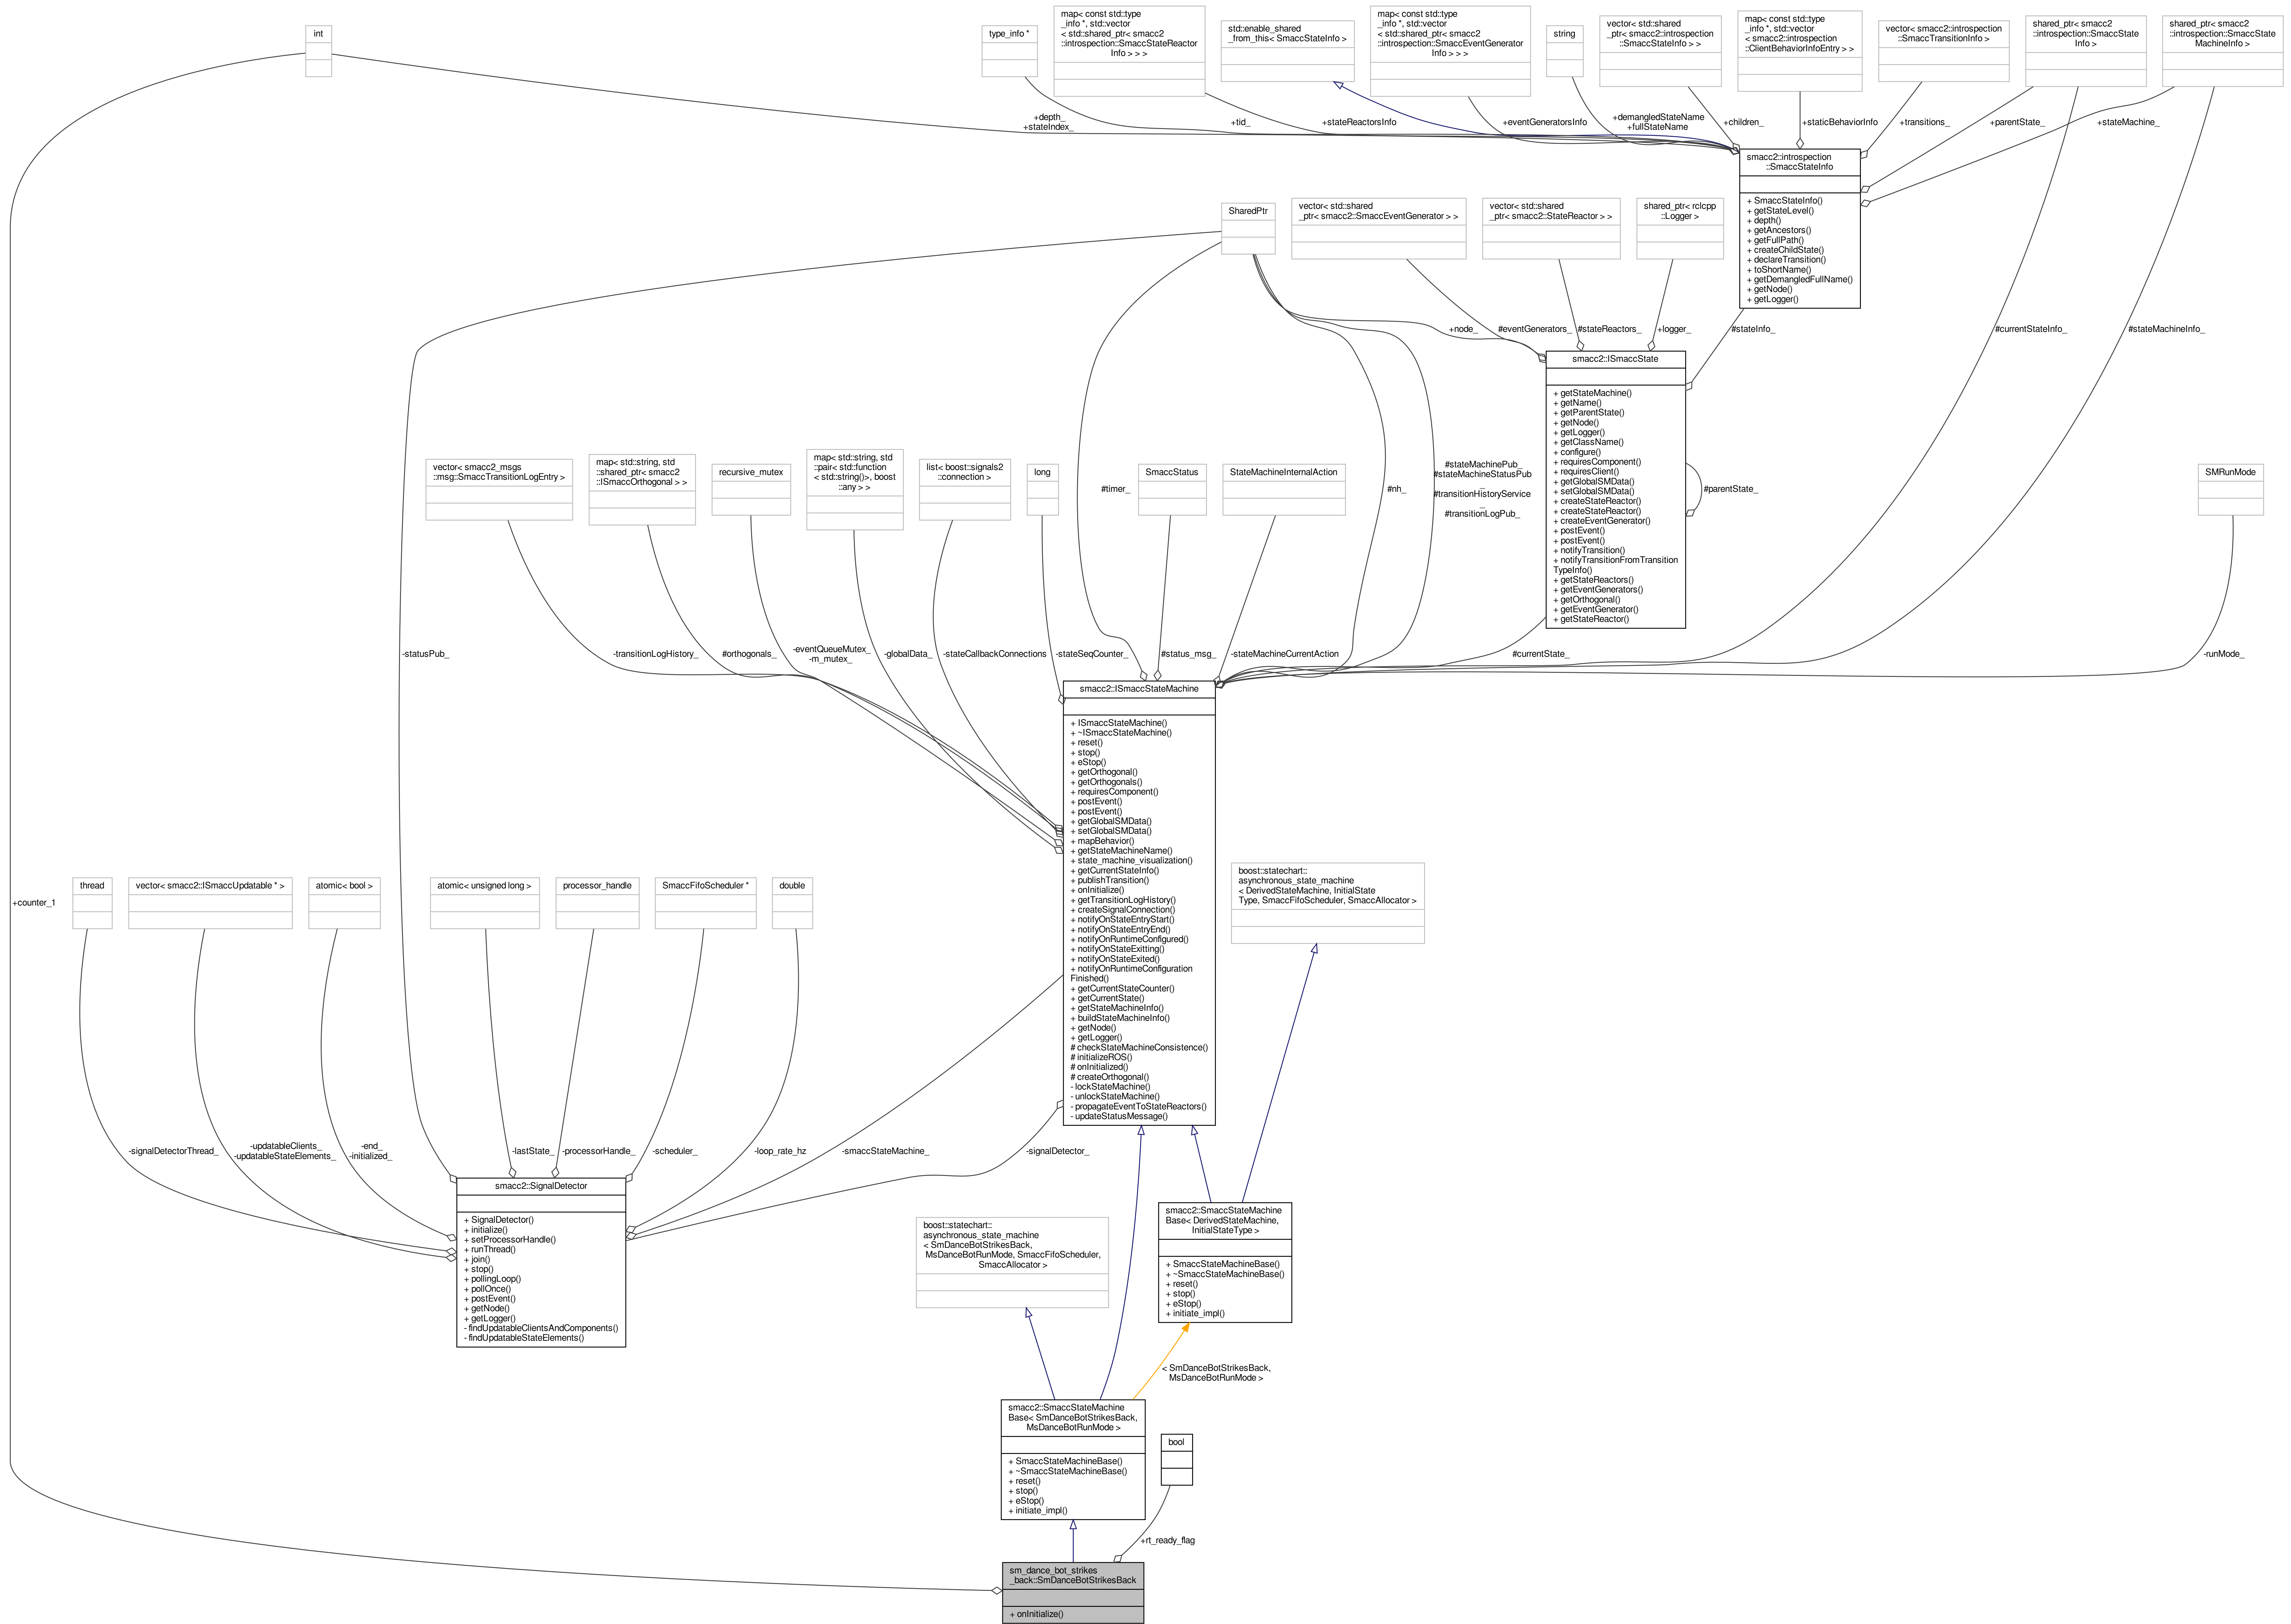 int
type_info *
map< const std::type
_info *, std::vector
< std::shared_ptr< smacc2
::introspection::SmaccStateReactor
Info > > >
std::enable_shared
_from_this< SmaccStateInfo >
map< const std::type
_info *, std::vector
< std::shared_ptr< smacc2
::introspection::SmaccEventGenerator
Info > > >
string
vector< std::shared
_ptr< smacc2::introspection
::SmaccStateInfo > >
map< const std::type
_info *, std::vector
< smacc2::introspection
::ClientBehaviorInfoEntry > >
vector< smacc2::introspection
::SmaccTransitionInfo >
shared_ptr< smacc2
::introspection::SmaccState
Info >
shared_ptr< smacc2
::introspection::SmaccState
MachineInfo >
+depth_
+stateIndex_
+tid_
+stateReactorsInfo
+eventGeneratorsInfo
+demangledStateName
+fullStateName
+children_
+staticBehaviorInfo
+transitions_
+parentState_
+stateMachine_
smacc2::introspection
::SmaccStateInfo
+ SmaccStateInfo()
+ getStateLevel()
+ depth()
+ getAncestors()
+ getFullPath()
+ createChildState()
+ declareTransition()
+ toShortName()
+ getDemangledFullName()
+ getNode()
+ getLogger()
SharedPtr
vector< std::shared
_ptr< smacc2::SmaccEventGenerator > >
vector< std::shared
_ptr< smacc2::StateReactor > >
shared_ptr< rclcpp
::Logger >
+node_
#eventGenerators_
#stateReactors_
+logger_
#stateInfo_
#currentStateInfo_
#stateMachineInfo_
smacc2::ISmaccState
+ getStateMachine()
+ getName()
+ getParentState()
+ getNode()
+ getLogger()
+ getClassName()
+ configure()
+ requiresComponent()
+ requiresClient()
+ getGlobalSMData()
+ setGlobalSMData()
+ createStateReactor()
+ createStateReactor()
+ createEventGenerator()
+ postEvent()
+ postEvent()
+ notifyTransition()
+ notifyTransitionFromTransition
TypeInfo()
+ getStateReactors()
+ getEventGenerators()
+ getOrthogonal()
+ getEventGenerator()
+ getStateReactor()
#parentState_
vector< smacc2_msgs
::msg::SmaccTransitionLogEntry >
map< std::string, std
::shared_ptr< smacc2
::ISmaccOrthogonal > >
recursive_mutex
map< std::string, std
::pair< std::function
< std::string()>, boost
::any > >
list< boost::signals2
::connection >
long
SmaccStatus
StateMachineInternalAction
SMRunMode
#timer_
#nh_
#stateMachinePub_
#stateMachineStatusPub
_
#transitionHistoryService
_
#transitionLogPub_
-statusPub_
-transitionLogHistory_
#orthogonals_
-eventQueueMutex_
-m_mutex_
-globalData_
-stateCallbackConnections
-stateSeqCounter_
#status_msg_
-stateMachineCurrentAction
#currentState_
-runMode_
smacc2::ISmaccStateMachine
+ ISmaccStateMachine()
+ ~ISmaccStateMachine()
+ reset()
+ stop()
+ eStop()
+ getOrthogonal()
+ getOrthogonals()
+ requiresComponent()
+ postEvent()
+ postEvent()
+ getGlobalSMData()
+ setGlobalSMData()
+ mapBehavior()
+ getStateMachineName()
+ state_machine_visualization()
+ getCurrentStateInfo()
+ publishTransition()
+ onInitialize()
+ getTransitionLogHistory()
+ createSignalConnection()
+ notifyOnStateEntryStart()
+ notifyOnStateEntryEnd()
+ notifyOnRuntimeConfigured()
+ notifyOnStateExitting()
+ notifyOnStateExited()
+ notifyOnRuntimeConfiguration
Finished()
+ getCurrentStateCounter()
+ getCurrentState()
+ getStateMachineInfo()
+ buildStateMachineInfo()
+ getNode()
+ getLogger()
# checkStateMachineConsistence()
# initializeROS()
# onInitialized()
# createOrthogonal()
- lockStateMachine()
- unlockStateMachine()
- propagateEventToStateReactors()
- updateStatusMessage()
+counter_1
thread
vector< smacc2::ISmaccUpdatable * >
atomic< bool >
atomic< unsigned long >
processor_handle
SmaccFifoScheduler *
double
boost::statechart::
asynchronous_state_machine
< DerivedStateMachine, InitialState
Type, SmaccFifoScheduler, SmaccAllocator >
-signalDetectorThread_
-updatableClients_
-updatableStateElements_
-end_
-initialized_
-lastState_
-processorHandle_
-scheduler_
-loop_rate_hz
-smaccStateMachine_
-signalDetector_
smacc2::SignalDetector
+ SignalDetector()
+ initialize()
+ setProcessorHandle()
+ runThread()
+ join()
+ stop()
+ pollingLoop()
+ pollOnce()
+ postEvent()
+ getNode()
+ getLogger()
- findUpdatableClientsAndComponents()
- findUpdatableStateElements()
boost::statechart::
asynchronous_state_machine
< SmDanceBotStrikesBack,
MsDanceBotRunMode, SmaccFifoScheduler,
SmaccAllocator >
smacc2::SmaccStateMachine
Base< DerivedStateMachine,
InitialStateType >
+ SmaccStateMachineBase()
+ ~SmaccStateMachineBase()
+ reset()
+ stop()
+ eStop()
+ initiate_impl()
< SmDanceBotStrikesBack,
MsDanceBotRunMode >
smacc2::SmaccStateMachine
Base< SmDanceBotStrikesBack,
MsDanceBotRunMode >
+ SmaccStateMachineBase()
+ ~SmaccStateMachineBase()
+ reset()
+ stop()
+ eStop()
+ initiate_impl()
bool
+rt_ready_flag
sm_dance_bot_strikes
_back::SmDanceBotStrikesBack
+ onInitialize()